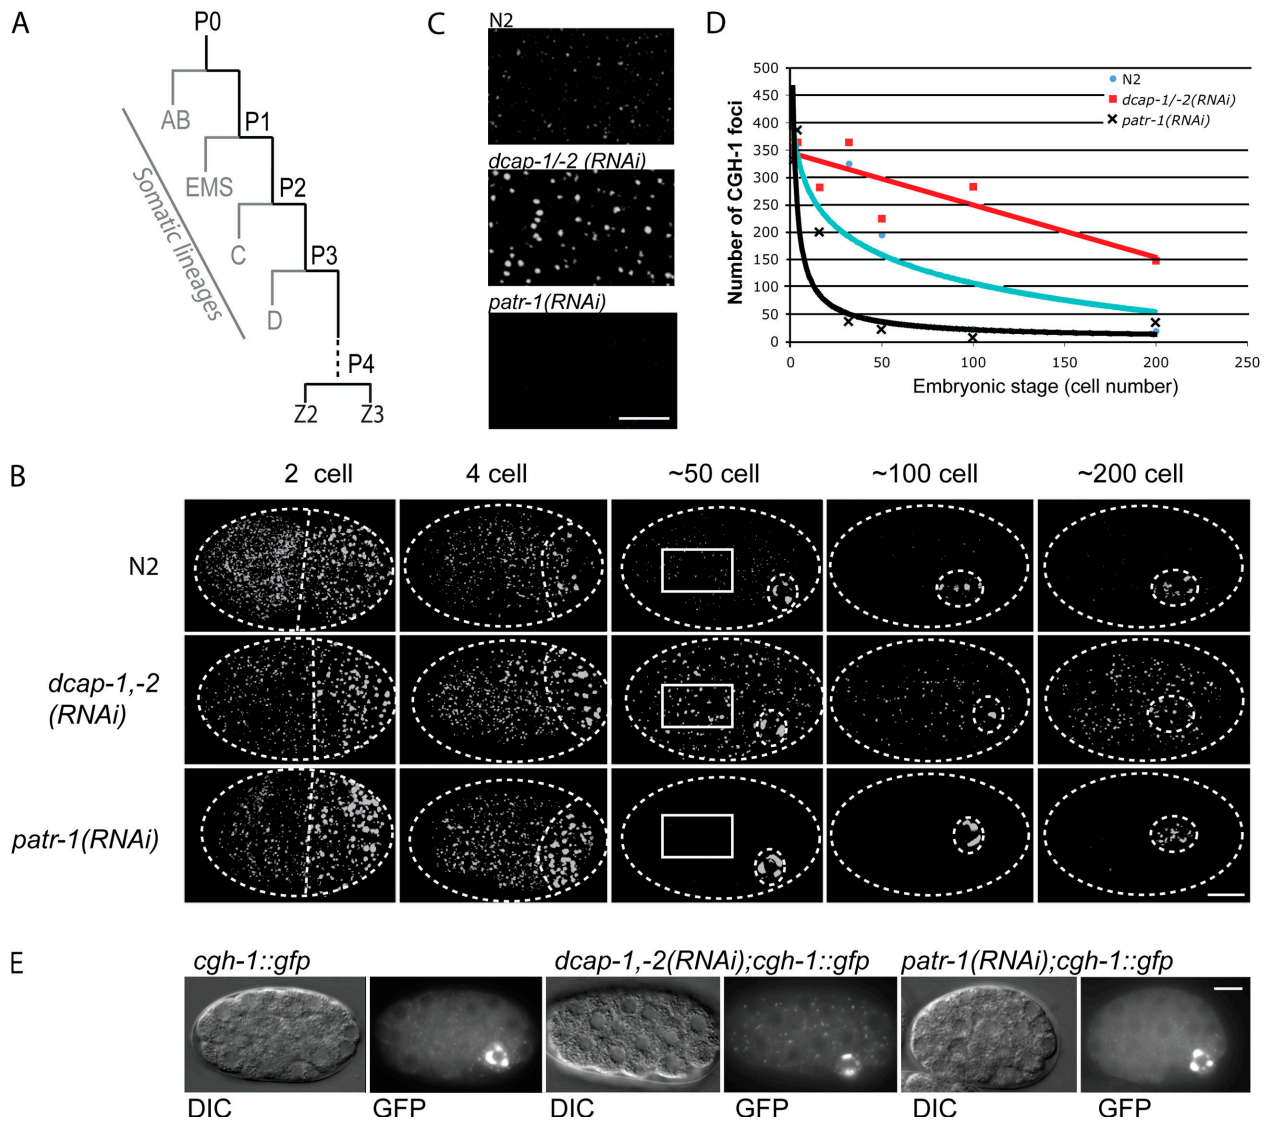 A
P0
AB
P1
EMS
P2
C
P3
D
P4
Z2
Z3
Somatic lineages
C
N2
dcap-1/-2 (RNAi)
patr-1(RNAi)
D
Number of CGH-1 foci
500
450
400
350
300
250
200
150
100
50
0
0
50
100
150
200
250
Embryonic stage (cell number)
N2
dcap-1/-2(RNAi)
patr-1(RNAi)
B
2 cell
4 cell
~50 cell
~100 cell
~200 cell
N2
dcap-1,-2
(RNAi)
patr-1(RNAi)
E
cgh-1::gfp
dcap-1,-2(RNAi);cgh-1::gfp
patr-1(RNAi);cgh-1::gfp
DIC
GFP
DIC
GFP
DIC
GFP